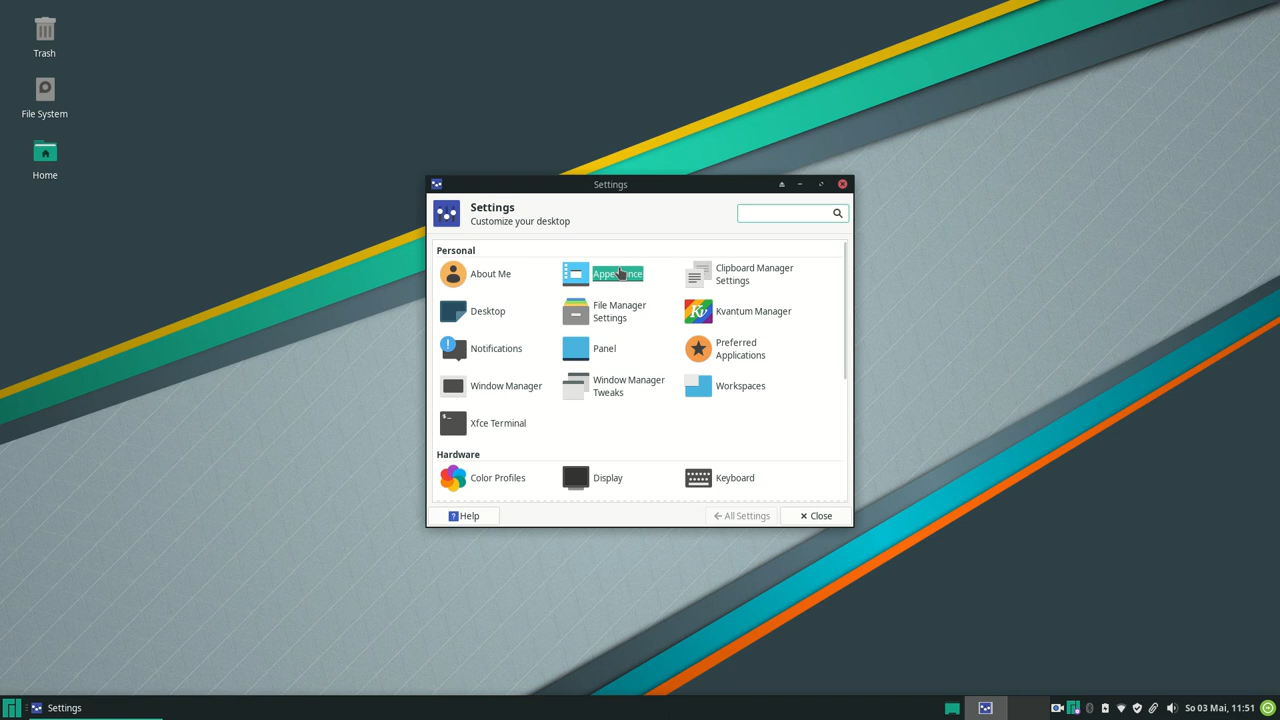 Trash
File System
Home
Settings
Settings
Customize your desktop
Personal
About Me
Appearance
Clipboard Manager
Settings
Desktop
File Manager
Settings
Kvantum Manager
Notifications
Panel
Preferred
Applications
Window Manager
Window Manager
Tweaks
Workspaces
Xfce Terminal
Hardware
Color Profiles
Display
Keyboard
Help
All Settings
Close
Settings
So 03 Mai, 11:51